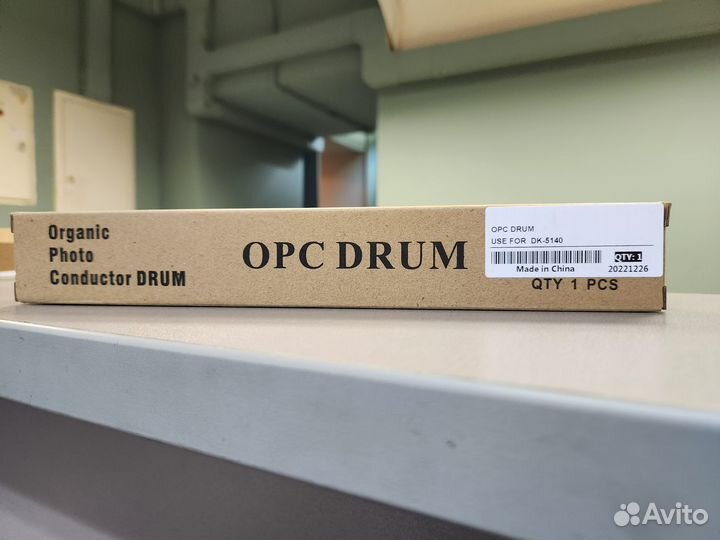 Organic
Photo
Conductor DRUM
OPC DRUM
OPC DRUM
USE FOR DK-5140
QTY: 1
Made in China 20221226
QTY 1 PCS
Avito